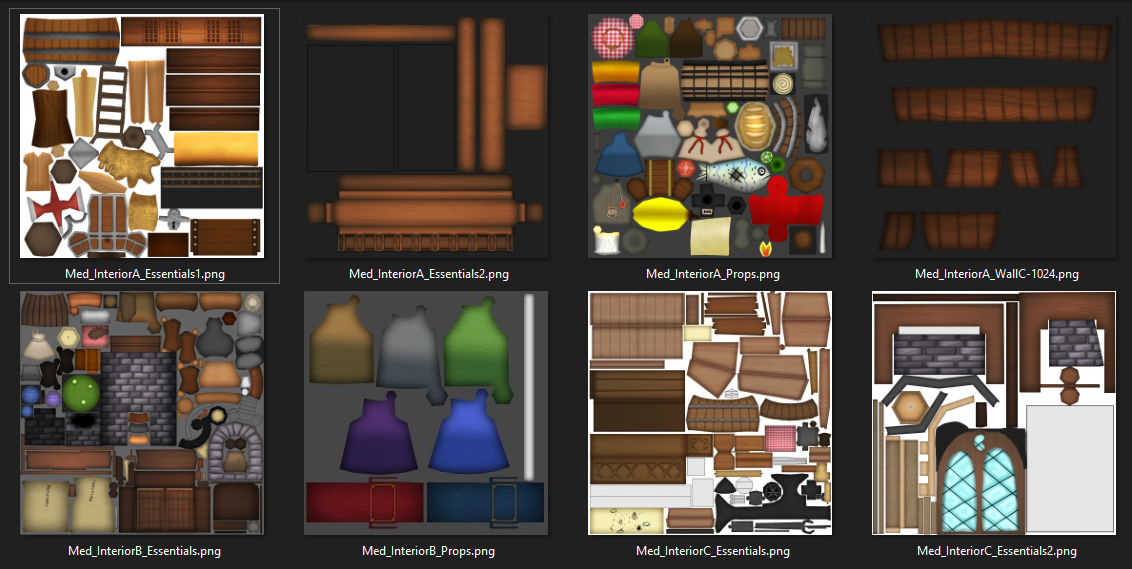 Med_InteriorA_Essentials1.png
Med_InteriorA_Essentials2.png
Med_InteriorA_Props.png
Med_InteriorA_WallC-1024.png
Med_InteriorB_Essentials.png
Med_InteriorB_Props.png
Med_InteriorC_Essentials.png
Med_InteriorC_Essentials2.png